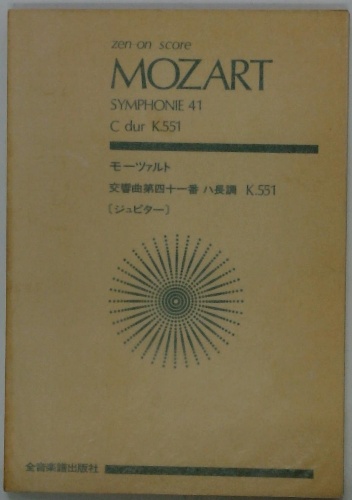 zen-on score
MOZART
SYMPHONIE 41
C dur K.551
モーツァルト
交響曲第四十一番 ハ長調 K.551
〔ジュピター〕
全音楽譜出版社